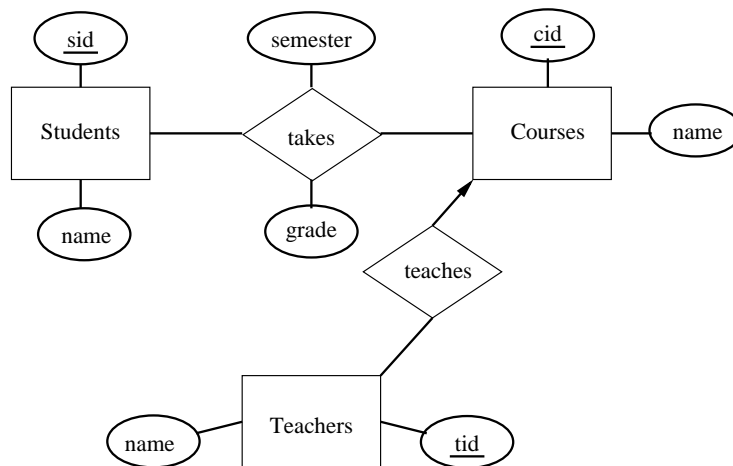 sid
semester
cid
Students
takes
Courses
name
name
grade
teaches
name
Teachers
tid